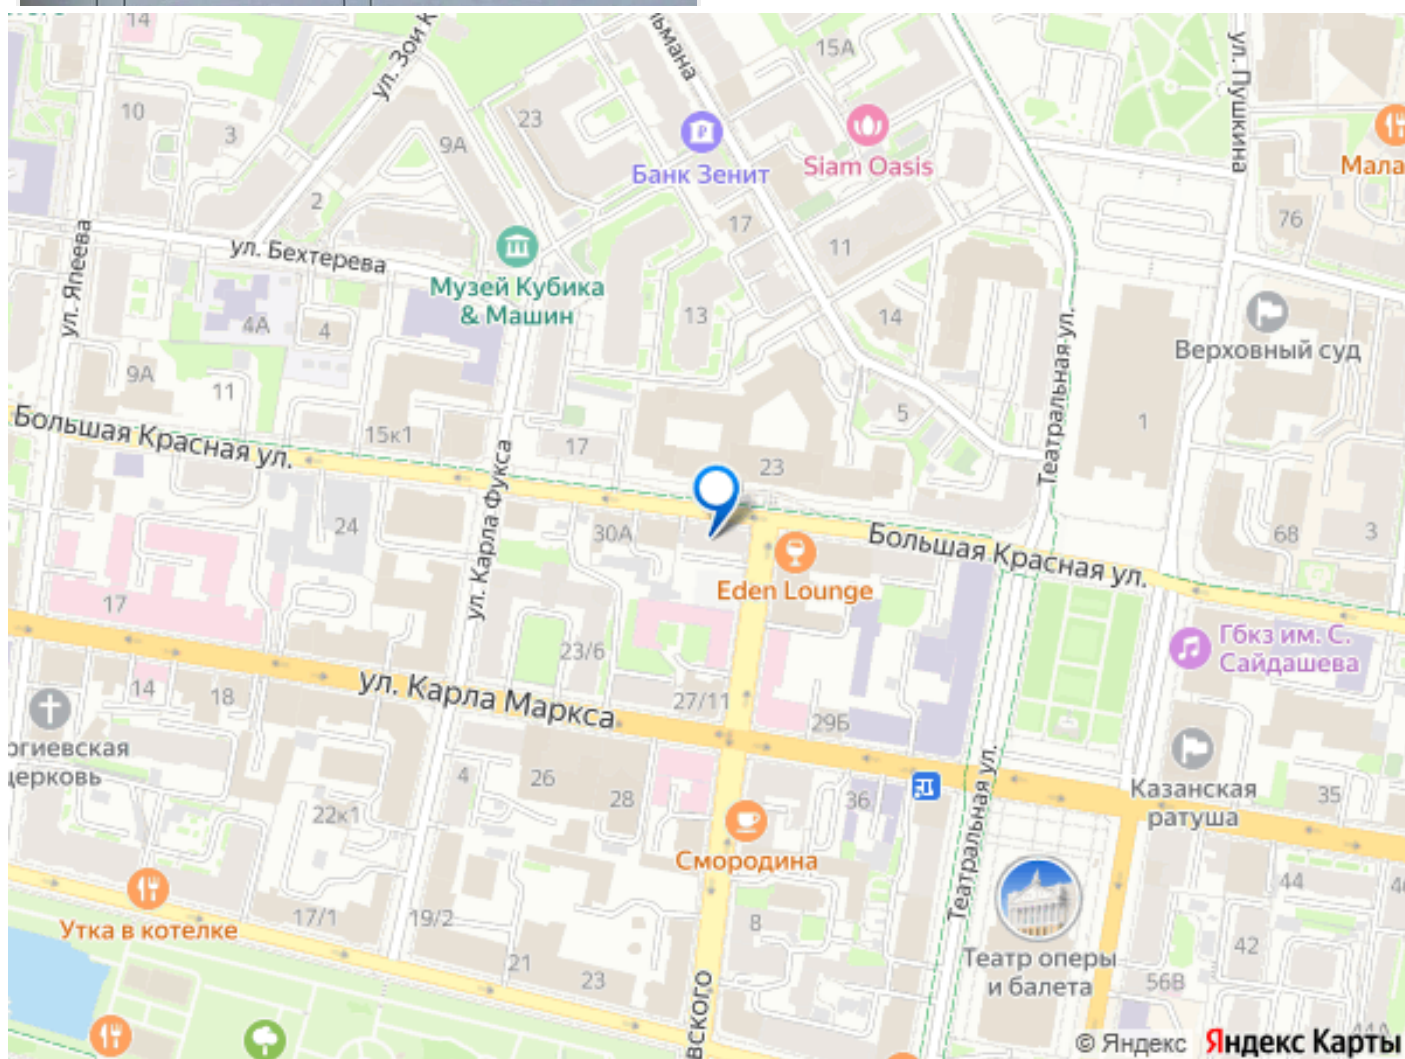 14
ул. Зои К
льмана
15А
ул. Пушкина
10
3
9А
23
Банк Зенит
Siam Oasis
Мала
2
17
11
76
ул. Япеева
ул. Бехтерева
Музей Кубика
& Машин
4А
4
13
14
Театральная ул.
Верховный суд
9А
11
15к1
17
5
1
Большая Красная ул.
ул. Карла Фукса
23
24
30А
Eden Lounge
Большая Красная ул.
68
3
17
23/6
Гбкз им. С.
Сайдашева
14
18
ул. Карла Маркса
27/11
29Б
ргиевская
церковь
4
26
28
36
Театральная ул.
Казанская
ратуша
35
22к1
Смородина
44
4
17/1
19/2
Утка в котелке
8
42
21
23
Театр оперы
и балета
56В
вского
44А
© Яндекс Яндекс Карты